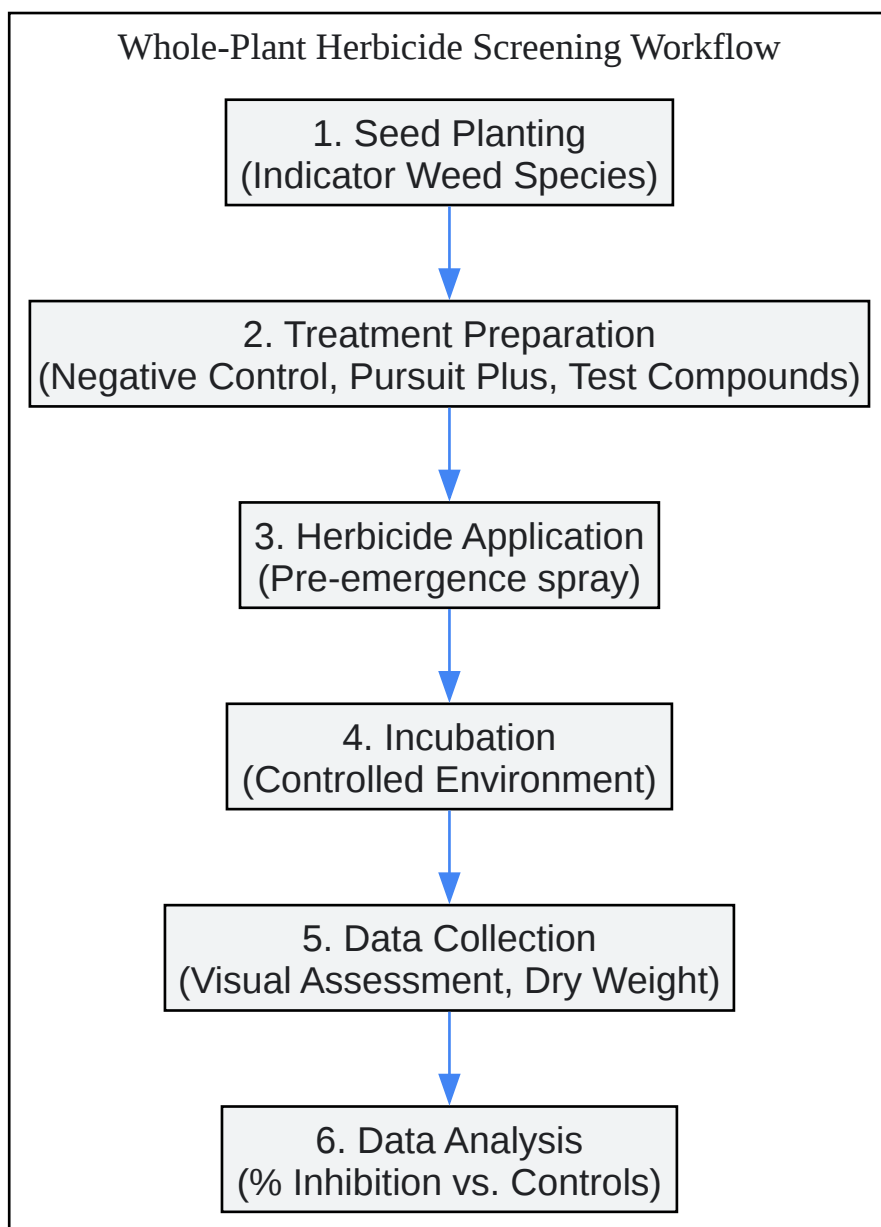 Whole-Plant Herbicide Screening Workflow
1. Seed Planting
(Indicator Weed Species)
2. Treatment Preparation
(Negative Control, Pursuit Plus, Test Compounds)
3. Herbicide Application
(Pre-emergence spray)
4. Incubation
(Controlled Environment)
5. Data Collection
(Visual Assessment, Dry Weight)
6. Data Analysis
(% Inhibition vs. Controls)